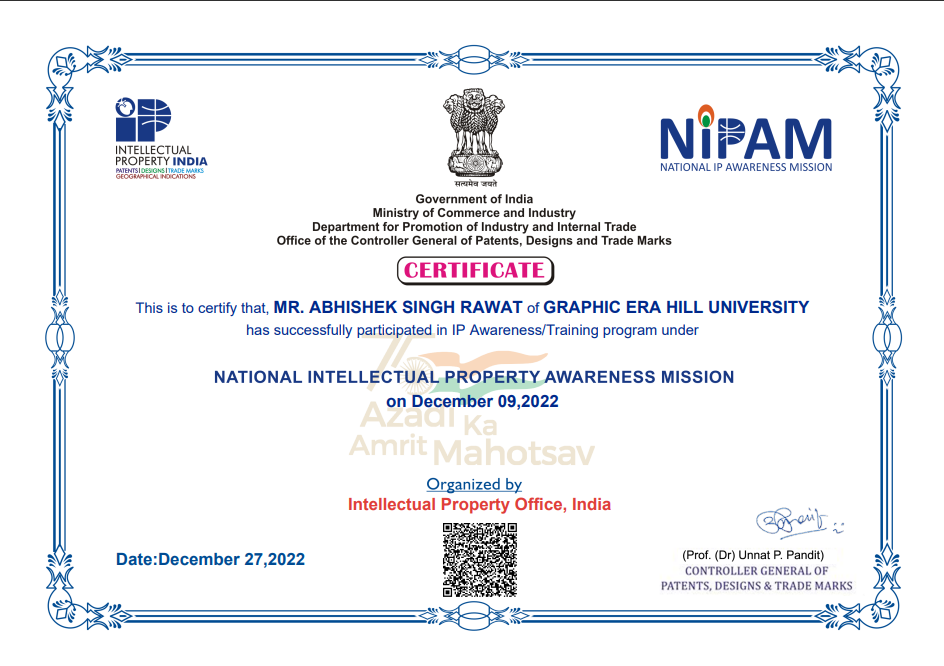 INTELLECTUAL
PROPERTY INDIA
PATENTS | DESIGNS | TRADE MARKS
GEOGRAPHICAL INDICATIONS
सत्यमेव जयते
NiPAM
NATIONAL IP AWARENESS MISSION
Government of India
Ministry of Commerce and Industry
Department for Promotion of Industry and Internal Trade
Office of the Controller General of Patents, Designs and Trade Marks
CERTIFICATE
This is to certify that, MR. ABHISHEK SINGH RAWAT of GRAPHIC ERA HILL UNIVERSITY
has successfully participated in IP Awareness/Training program under
NATIONAL INTELLECTUAL PROPERTY AWARENESS MISSION
on December 09,2022
75
Azadi Ka
Amrit Mahotsav
Organized by
Intellectual Property Office, India
Date:December 27,2022
(Prof. (Dr) Unnat P. Pandit)
CONTROLLER GENERAL OF
PATENTS, DESIGNS & TRADE MARKS